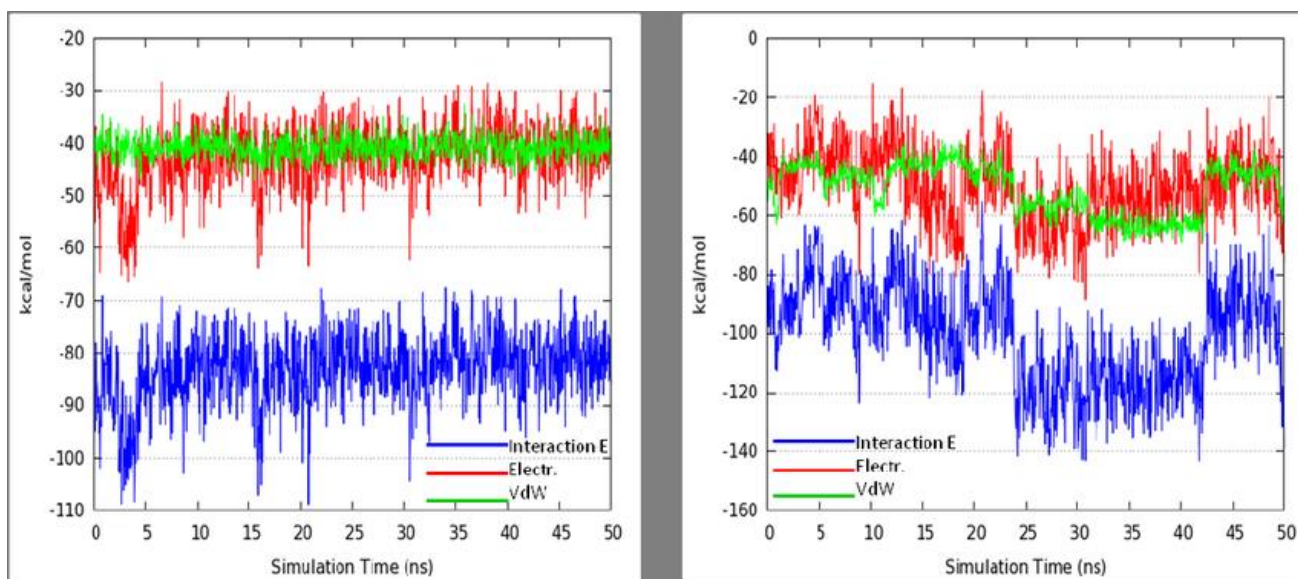 -20
-30
-40
-50
-60
-70
-80
-90
-100
-110
kcal/mol
0 5 10 15 20 25 30 35 40 45 50
Simulation Time (ns)
Interaction E
Electr.
VdW
0
-20
-40
-60
-80
-100
-120
-140
-160
kcal/mol
0 5 10 15 20 25 30 35 40 45 50
Simulation Time (ns)
Interaction E
Electr.
VdW